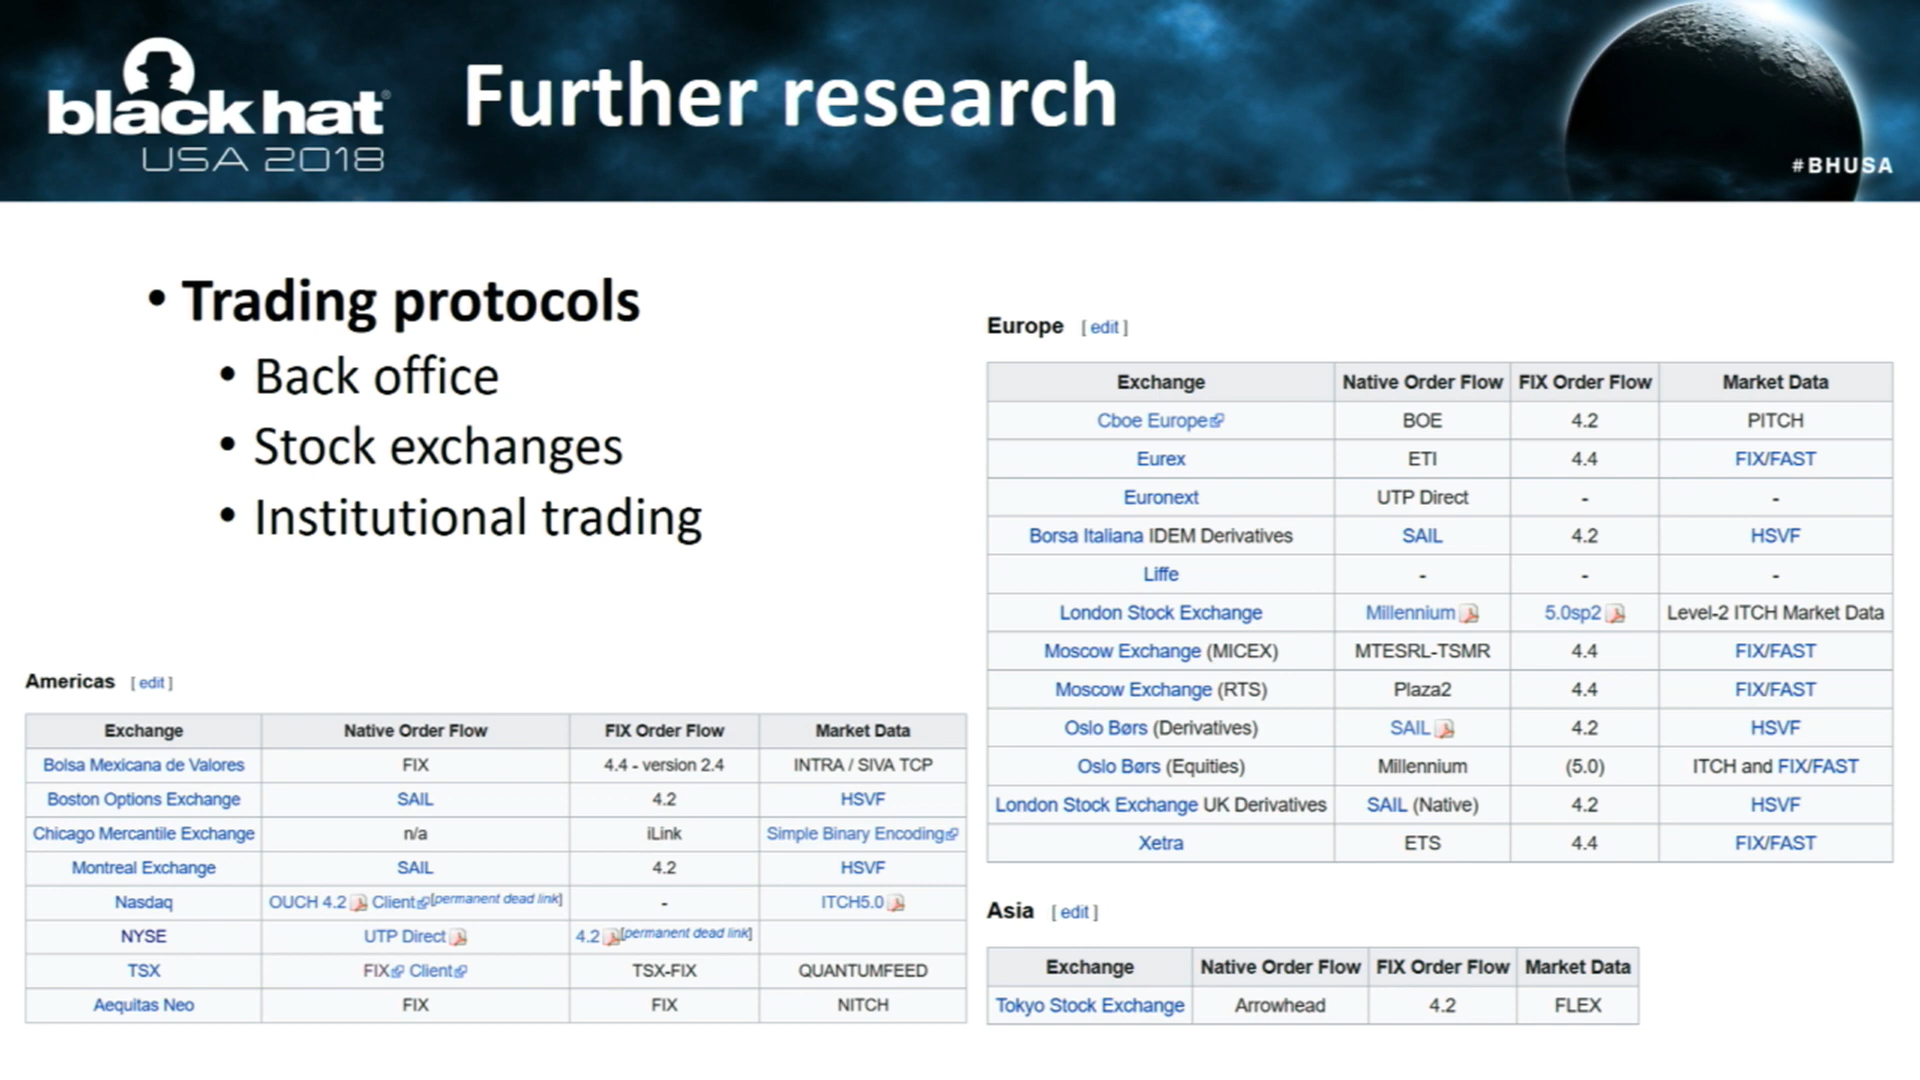 black hat
USA 2018
Further research
#BHUSA
• Trading protocols
• Back office
• Stock exchanges
• Institutional trading
Americas [ edit ]
Exchange Native Order Flow FIX Order Flow Market Data
Bolsa Mexicana de Valores FIX 4.4 - version 2.4 INTRA / SIVA TCP
Boston Options Exchange SAIL 4.2 HSVF
Chicago Mercantile Exchange n/a iLink Simple Binary Encoding
Montreal Exchange SAIL 4.2 HSVF
Nasdaq OUCH 4.2 Client[permanent dead link] - ITCH5.0
NYSE UTP Direct 4.2 [permanent dead link]
TSX FIX Client TSX-FIX QUANTUMFEED
Aequitas Neo FIX FIX NITCH
Europe [ edit ]
Exchange Native Order Flow FIX Order Flow Market Data
Cboe Europe BOE 4.2 PITCH
Eurex ETI 4.4 FIX/FAST
Euronext UTP Direct - -
Borsa Italiana IDEM Derivatives SAIL 4.2 HSVF
Liffe - - -
London Stock Exchange Millennium 5.0sp2 Level-2 ITCH Market Data
Moscow Exchange (MICEX) MTESRL-TSMR 4.4 FIX/FAST
Moscow Exchange (RTS) Plaza2 4.4 FIX/FAST
Oslo Børs (Derivatives) SAIL 4.2 HSVF
Oslo Børs (Equities) Millennium (5.0) ITCH and FIX/FAST
London Stock Exchange UK Derivatives SAIL (Native) 4.2 HSVF
Xetra ETS 4.4 FIX/FAST
Asia [ edit ]
Exchange Native Order Flow FIX Order Flow Market Data
Tokyo Stock Exchange Arrowhead 4.2 FLEX